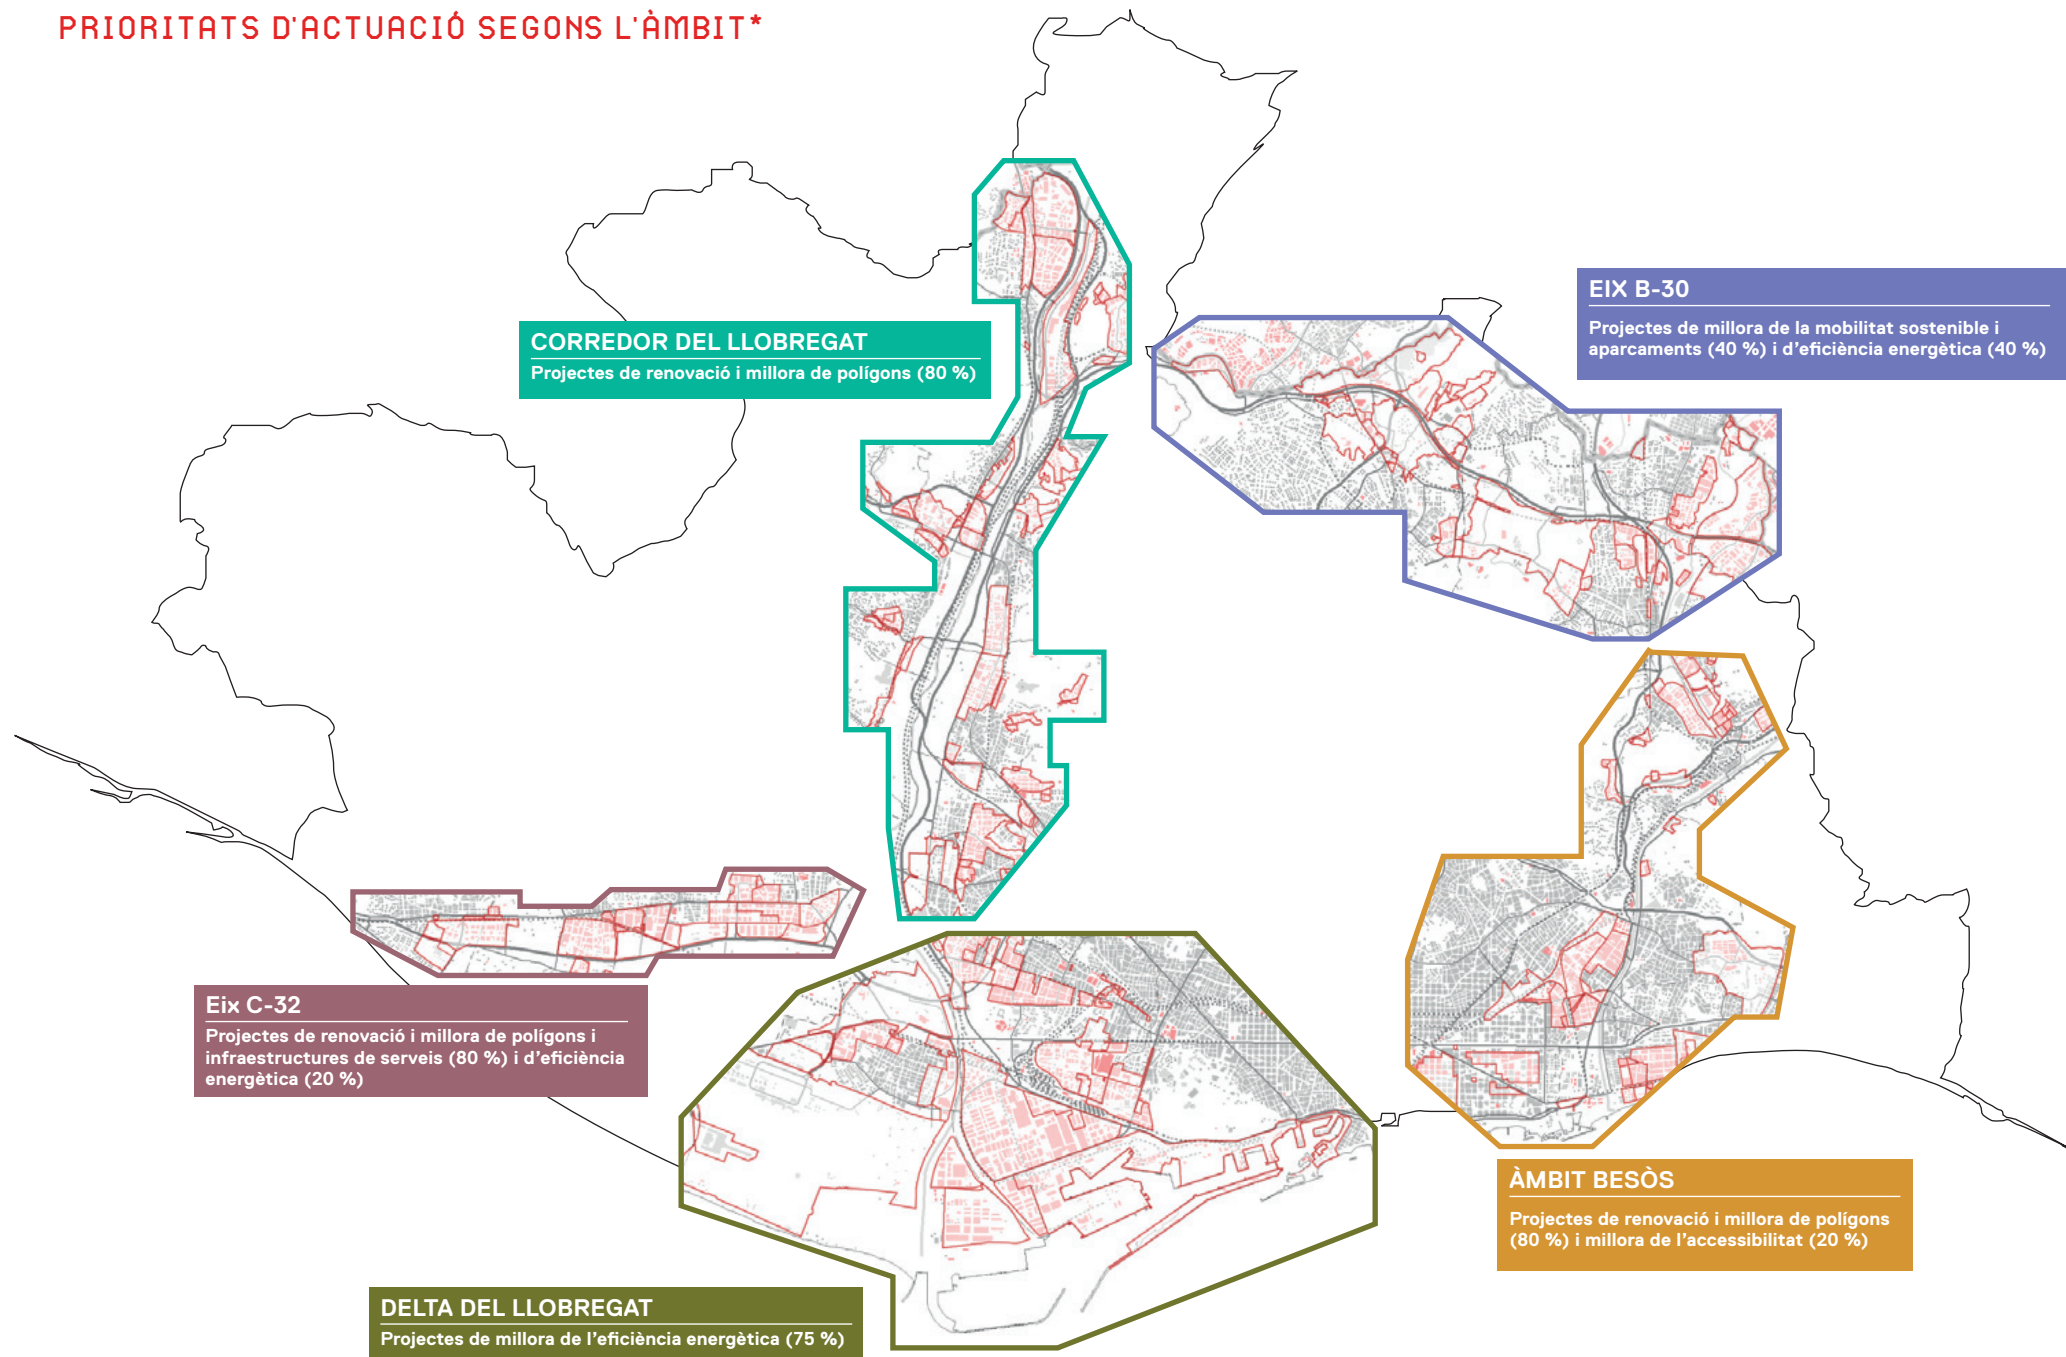 PRIORITATS D'ACTUACIÓ SEGONS L'ÀMBIT*
EIX B-30
Projectes de millora de la mobilitat sostenible i
aparcaments (40 %) i d’eficiència energètica (40 %)
CORREDOR DEL LLOBREGAT
Projectes de renovació i millora de polígons (80 %)
Eix C-32
Projectes de renovació i millora de polígons i
infraestructures de serveis (80 %) i d’eficiència
energètica (20 %)
ÀMBIT BESÒS
Projectes de renovació i millora de polígons
(80 %) i millora de l’accessibilitat (20 %)
DELTA DEL LLOBREGAT
Projectes de millora de l’eficiència energètica (75 %)